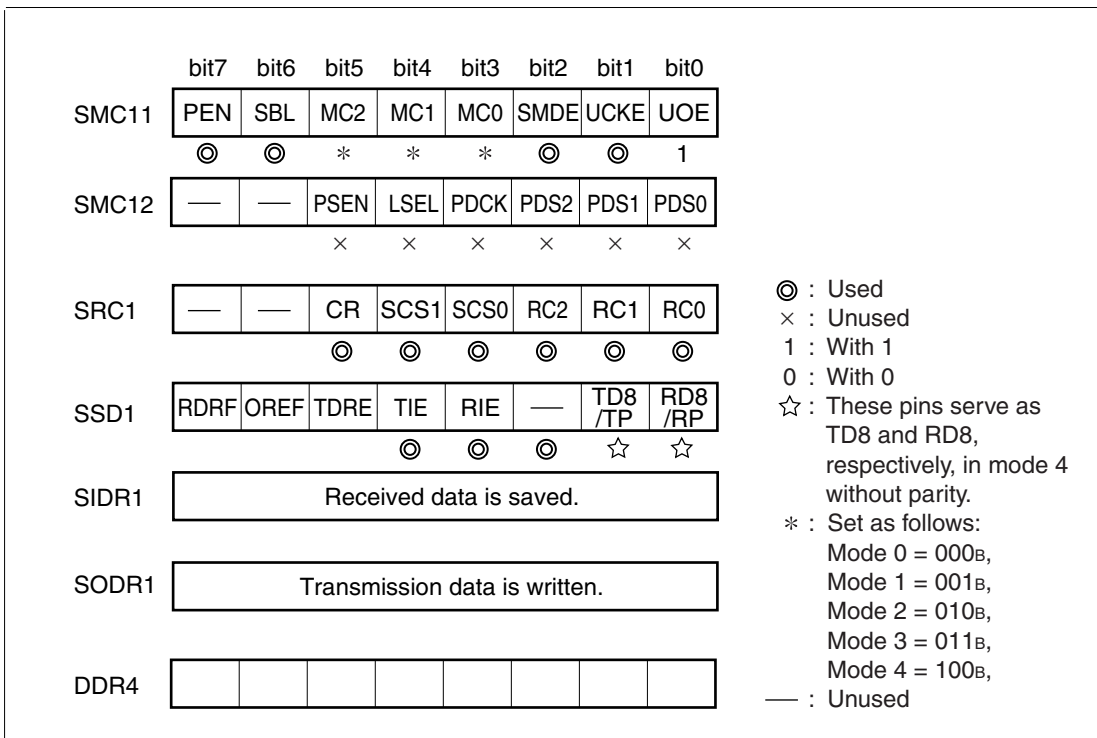 bit7 bit6 bit5 bit4 bit3 bit2 bit1 bit0
SMC11 PEN SBL MC2 MC1 MC0 SMDE UCKE UOE
◎ ◎ * * * ◎ ◎ 1
SMC12 — — PSEN LSEL PDCK PDS2 PDS1 PDS0
× × × × × ×
SRC1 — — CR SCS1 SCS0 RC2 RC1 RC0
◎ ◎ ◎ ◎ ◎ ◎
SSD1 RDRF OREF TDRE TIE RIE — TD8/TP RD8/RP
◎ ◎ ◎ ☆ ☆
SIDR1 Received data is saved.
SODR1 Transmission data is written.
DDR4
◎ : Used
× : Unused
1 : With 1
0 : With 0
☆ : These pins serve as
TD8 and RD8,
respectively, in mode 4
without parity.
* : Set as follows:
Mode 0 = 000B,
Mode 1 = 001B,
Mode 2 = 010B,
Mode 3 = 011B,
Mode 4 = 100B,
— : Unused